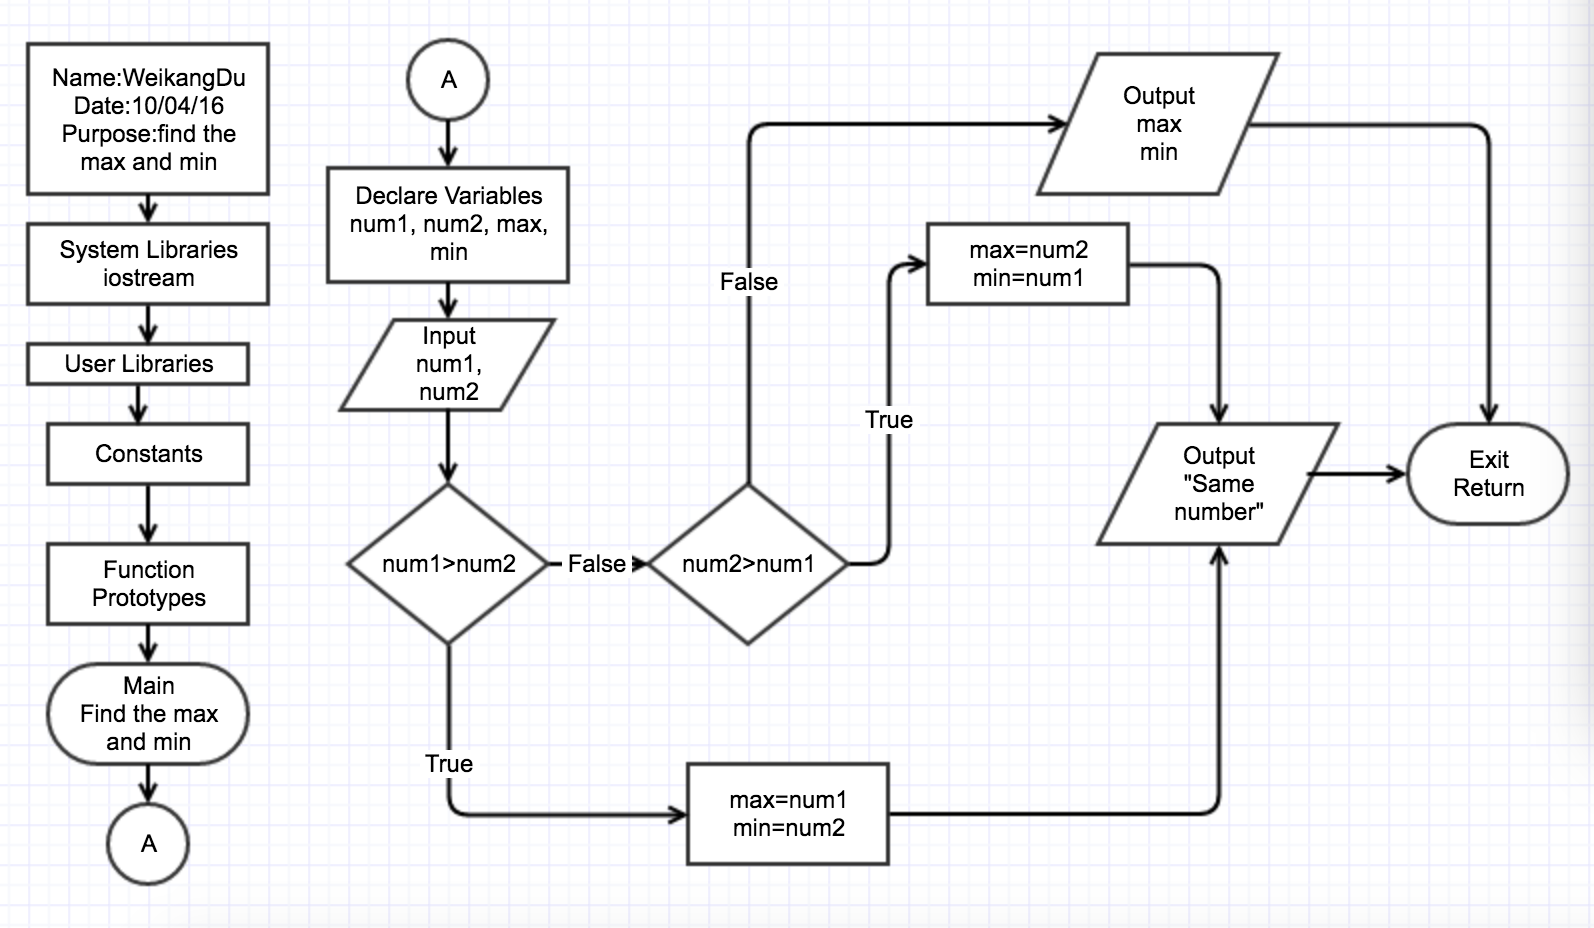 Name:WeikangDu
Date:10/04/16
Purpose:find the
max and min
System Libraries
iostream
User Libraries
Constants
Function
Prototypes
Main
Find the max
and min
A
A
Declare Variables
num1, num2, max,
min
Input
num1,
num2
num1>num2
False
num2>num1
True
max=num1
min=num2
False
True
Output
max
min
max=num2
min=num1
Output
"Same
number"
Exit
Return